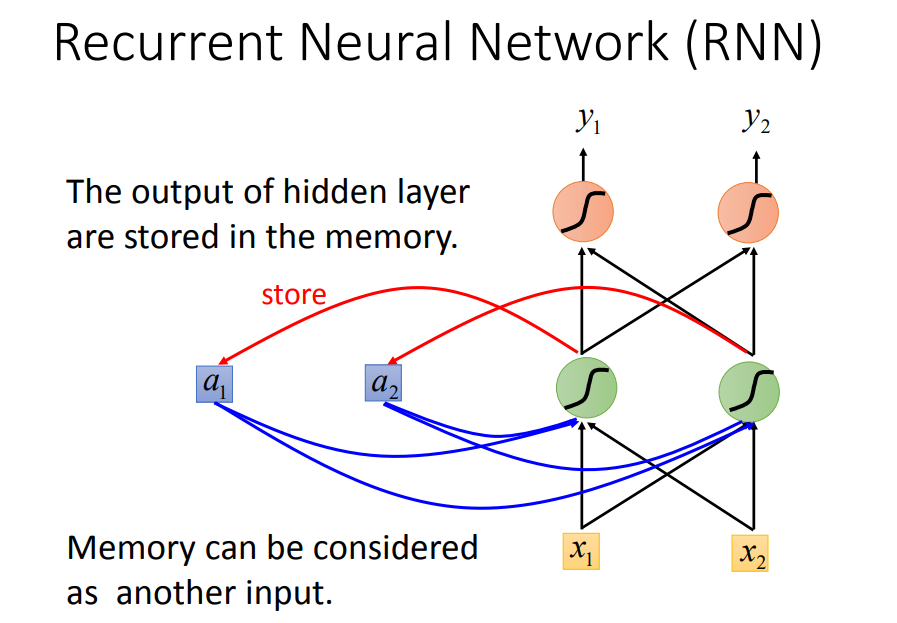 Recurrent Neural Network (RNN)
y₁ y₂
The output of hidden layer
are stored in the memory.
store
a₁ a₂
Memory can be considered
as another input.
x₁ x₂